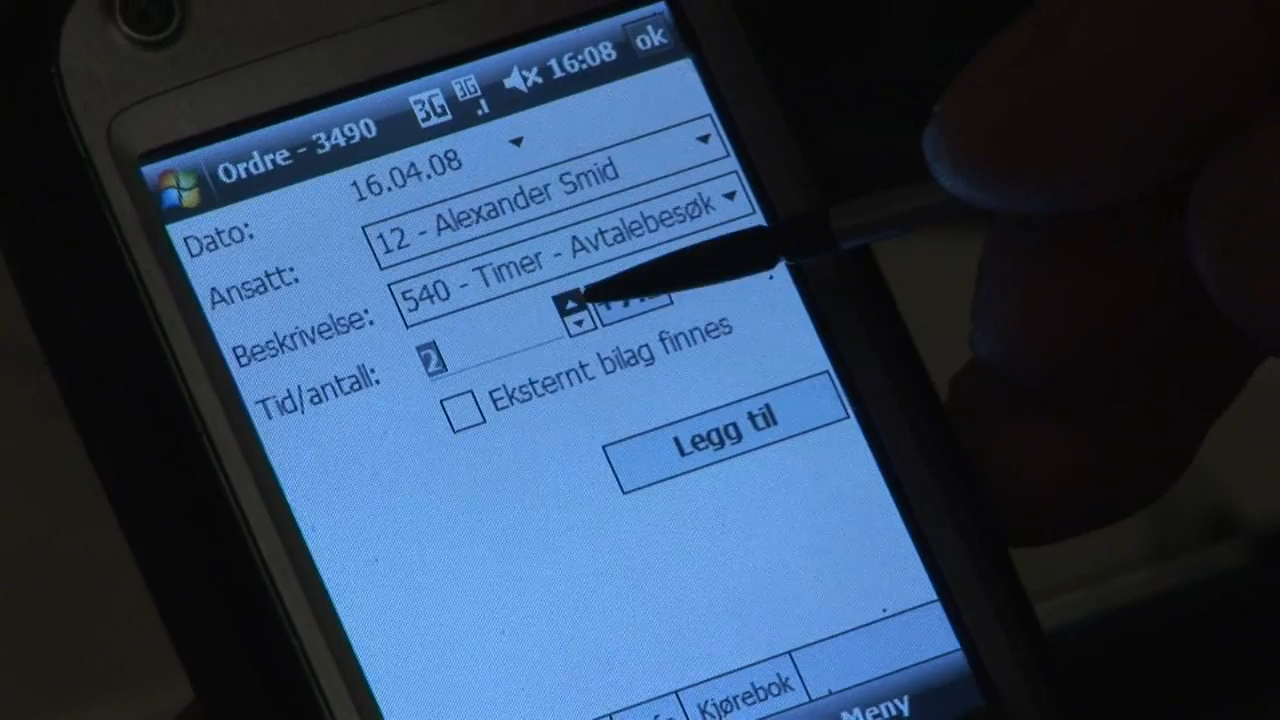 Ordre - 3490 3G 3G 16:08 ok
Dato: 16.04.08
Ansatt: 12 - Alexander Smid
Beskrivelse: 540 - Timer - Avtalebesøk
Tid/antall: 2
Eksternt bilag finnes
Legg til
Kjørebok
Meny